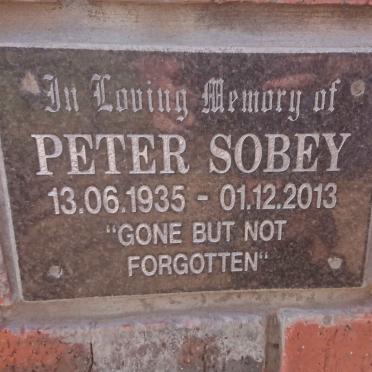 In Loving Memory of
PETER SOBEY
13.06.1935 - 01.12.2013
"GONE BUT NOT
FORGOTTEN"